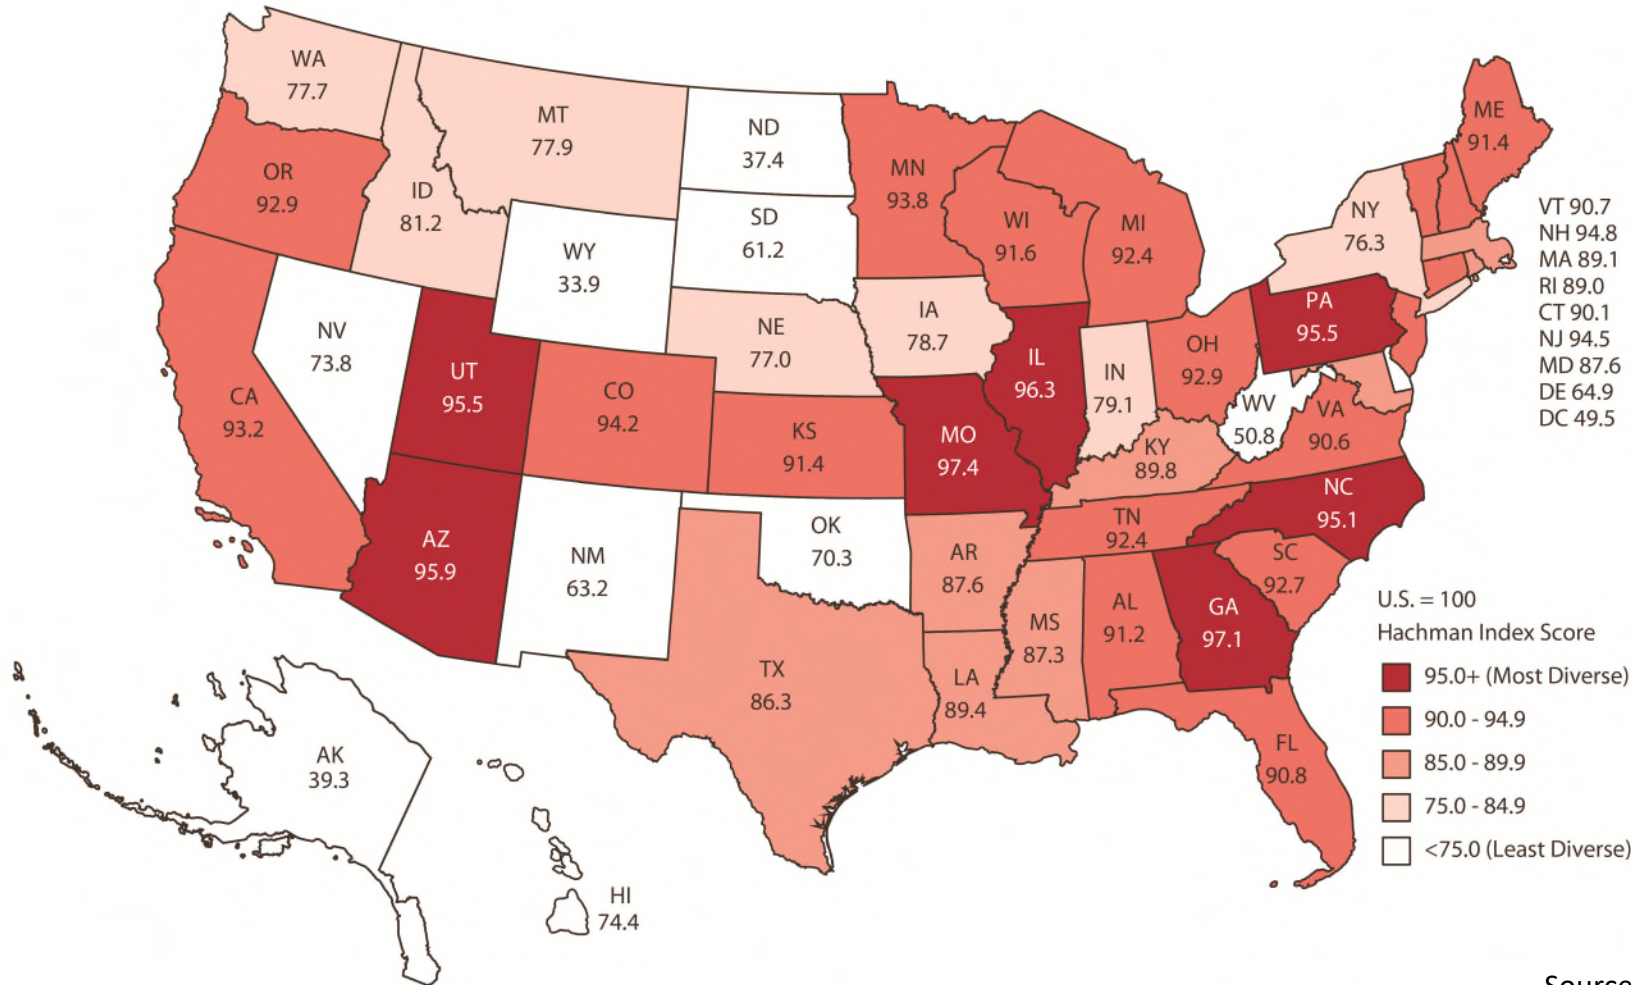 WA
77.7
MT
77.9
ND
37.4
MN
93.8
ME
91.4
OR
92.9
ID
81.2
SD
61.2
WI
91.6
MI
92.4
NY
76.3
VT 90.7
NH 94.8
MA 89.1
RI 89.0
CT 90.1
NJ 94.5
MD 87.6
DE 64.9
DC 49.5
WY
33.9
NV
73.8
NE
77.0
IA
78.7
PA
95.5
UT
95.5
CO
94.2
IL
96.3
IN
79.1
OH
92.9
CA
93.2
KS
91.4
MO
97.4
WV
50.8
VA
90.6
KY
89.8
NC
95.1
AZ
95.9
NM
63.2
OK
70.3
AR
87.6
TN
92.4
SC
92.7
MS
87.3
AL
91.2
GA
97.1
TX
86.3
LA
89.4
FL
90.8
AK
39.3
HI
74.4
U.S. = 100
Hachman Index Score
95.0+ (Most Diverse)
90.0 - 94.9
85.0 - 89.9
75.0 - 84.9
<75.0 (Least Diverse)
Source